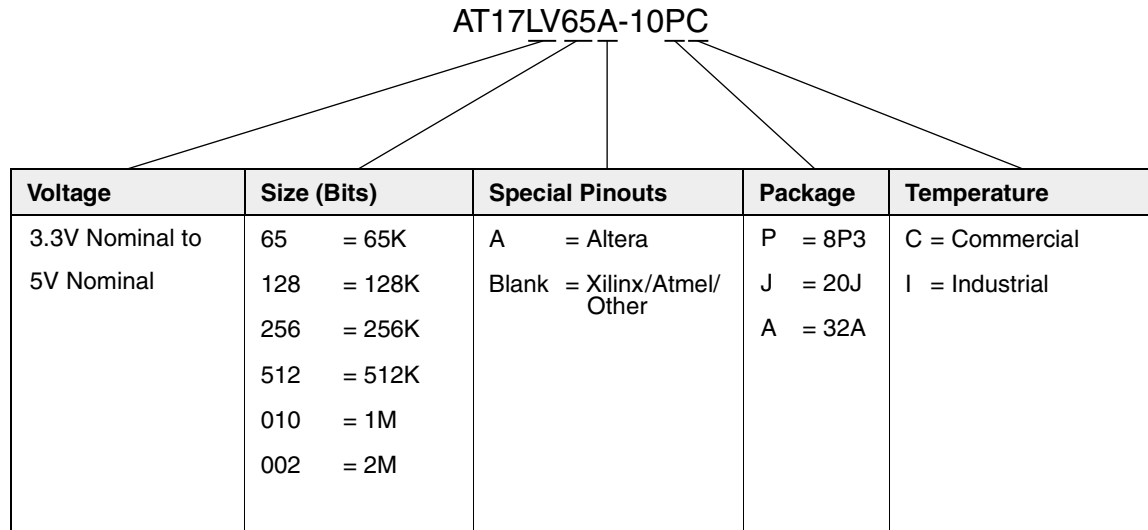 AT17LV65A-10PC
Voltage Size (Bits) Special Pinouts Package Temperature
3.3V Nominal to 65 = 65K A = Altera P = 8P3 C = Commercial
5V Nominal 128 = 128K Blank = Xilinx/Atmel/ J = 20J I = Industrial
Other
256 = 256K A = 32A
512 = 512K
010 = 1M
002 = 2M